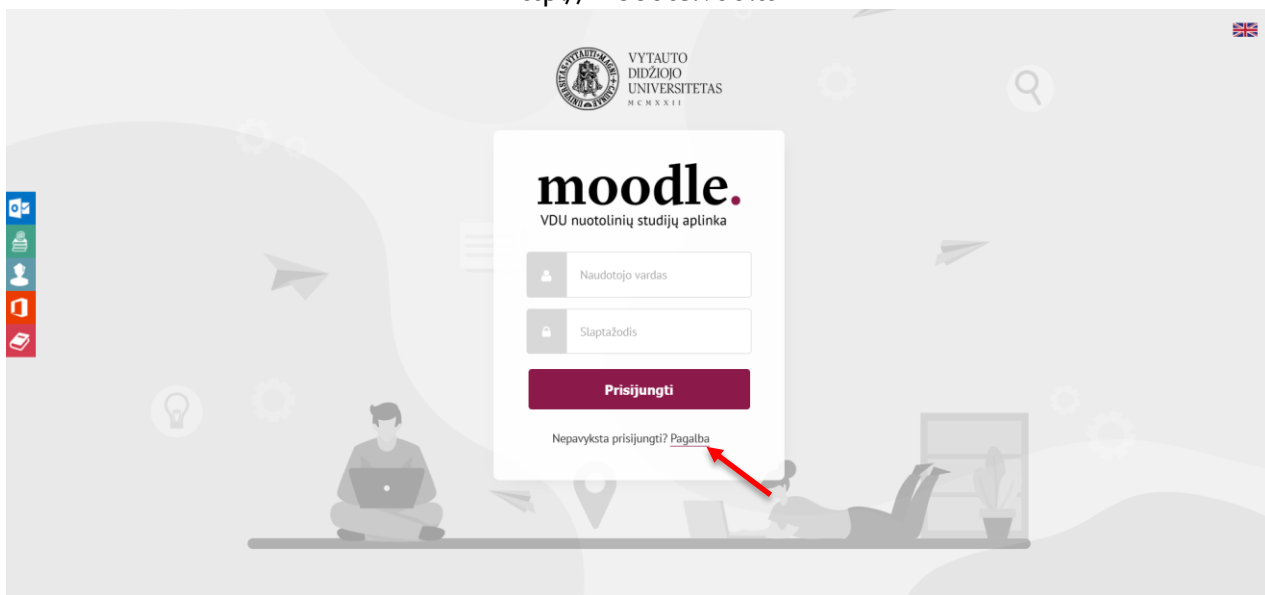 VYTAUTO
DIDŽIOJO
UNIVERSITETAS
MCMXXII
moodle.
VDU nuotolinių studijų aplinka
Naudotojo vardas
Slaptažodis
Prisijungti
Nepavyksta prisijungti? Pagalba